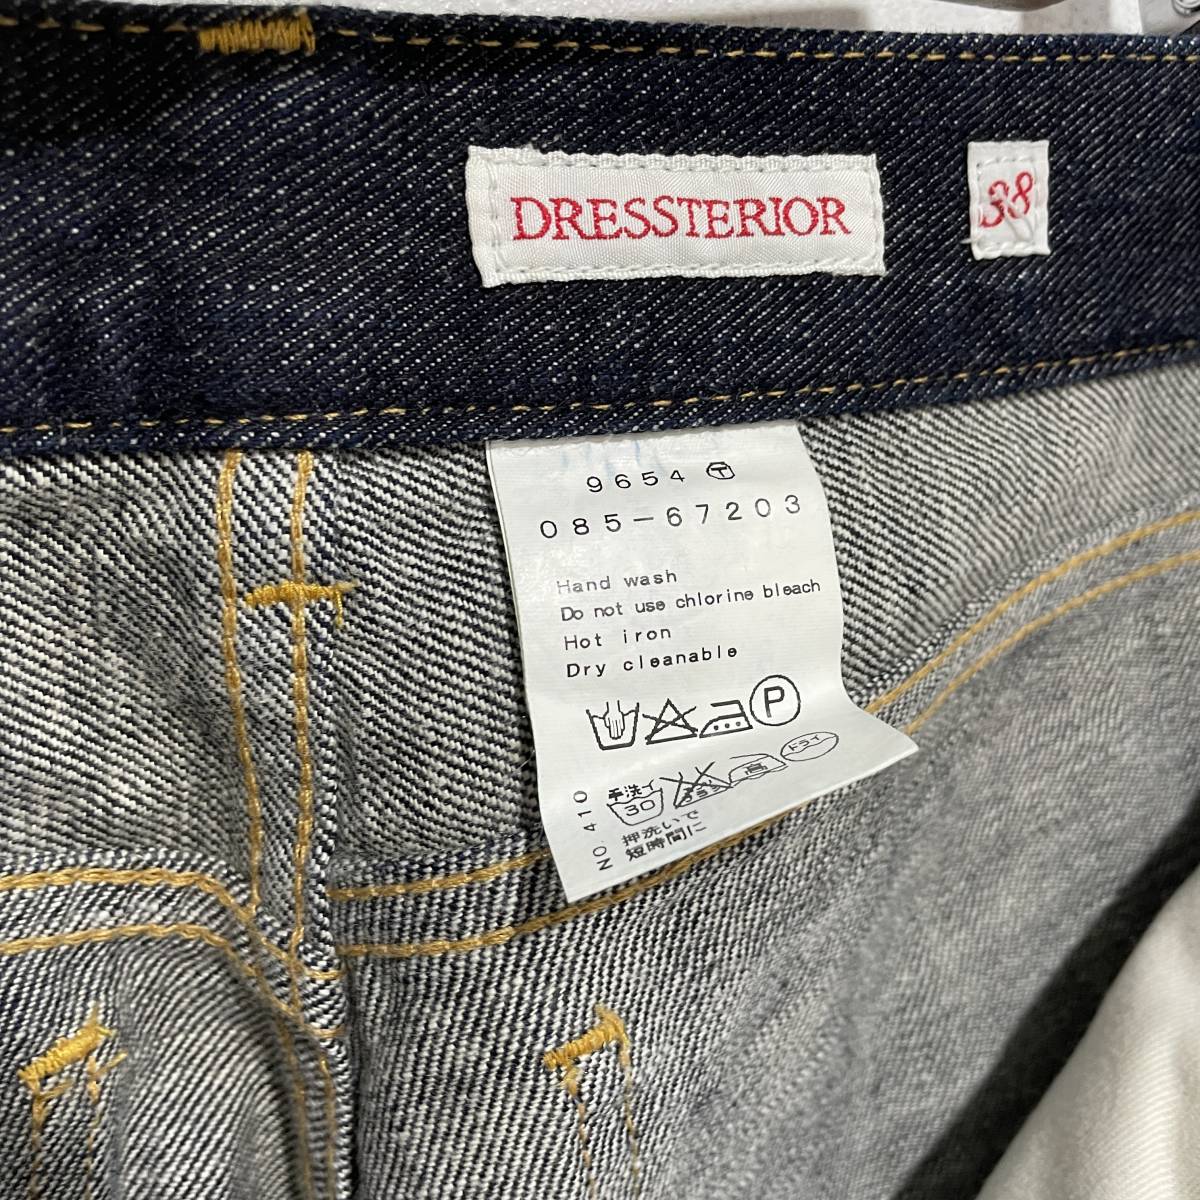 DRESSTERIOR
38
9654 T
085-67203
Hand wash
Do not use chlorine bleach
Hot iron
Dry cleanable
P
手洗イ
30
高
ドライ
押洗いで
短時間に
NO.410